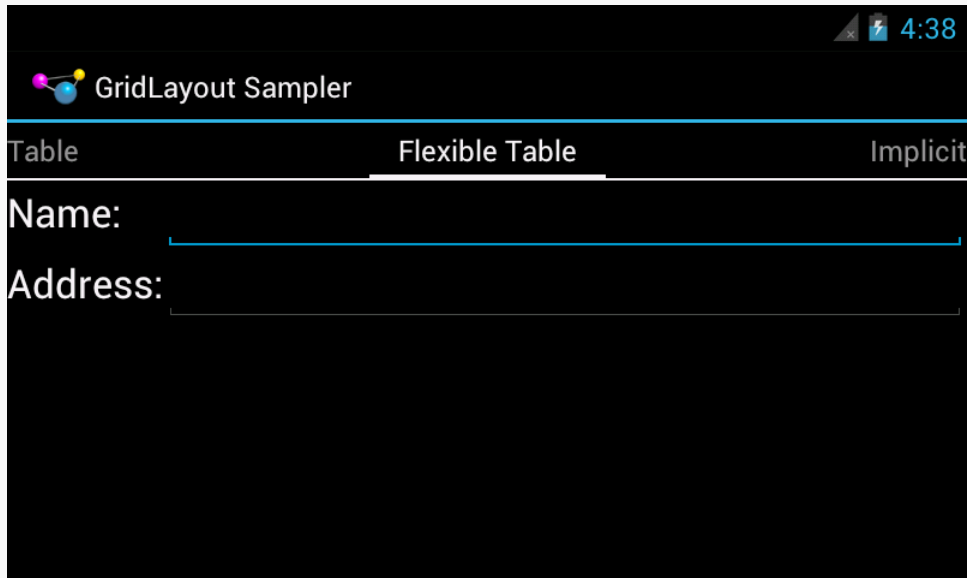 4:38
GridLayout Sampler
Table Flexible Table Implicit
Name:
Address: